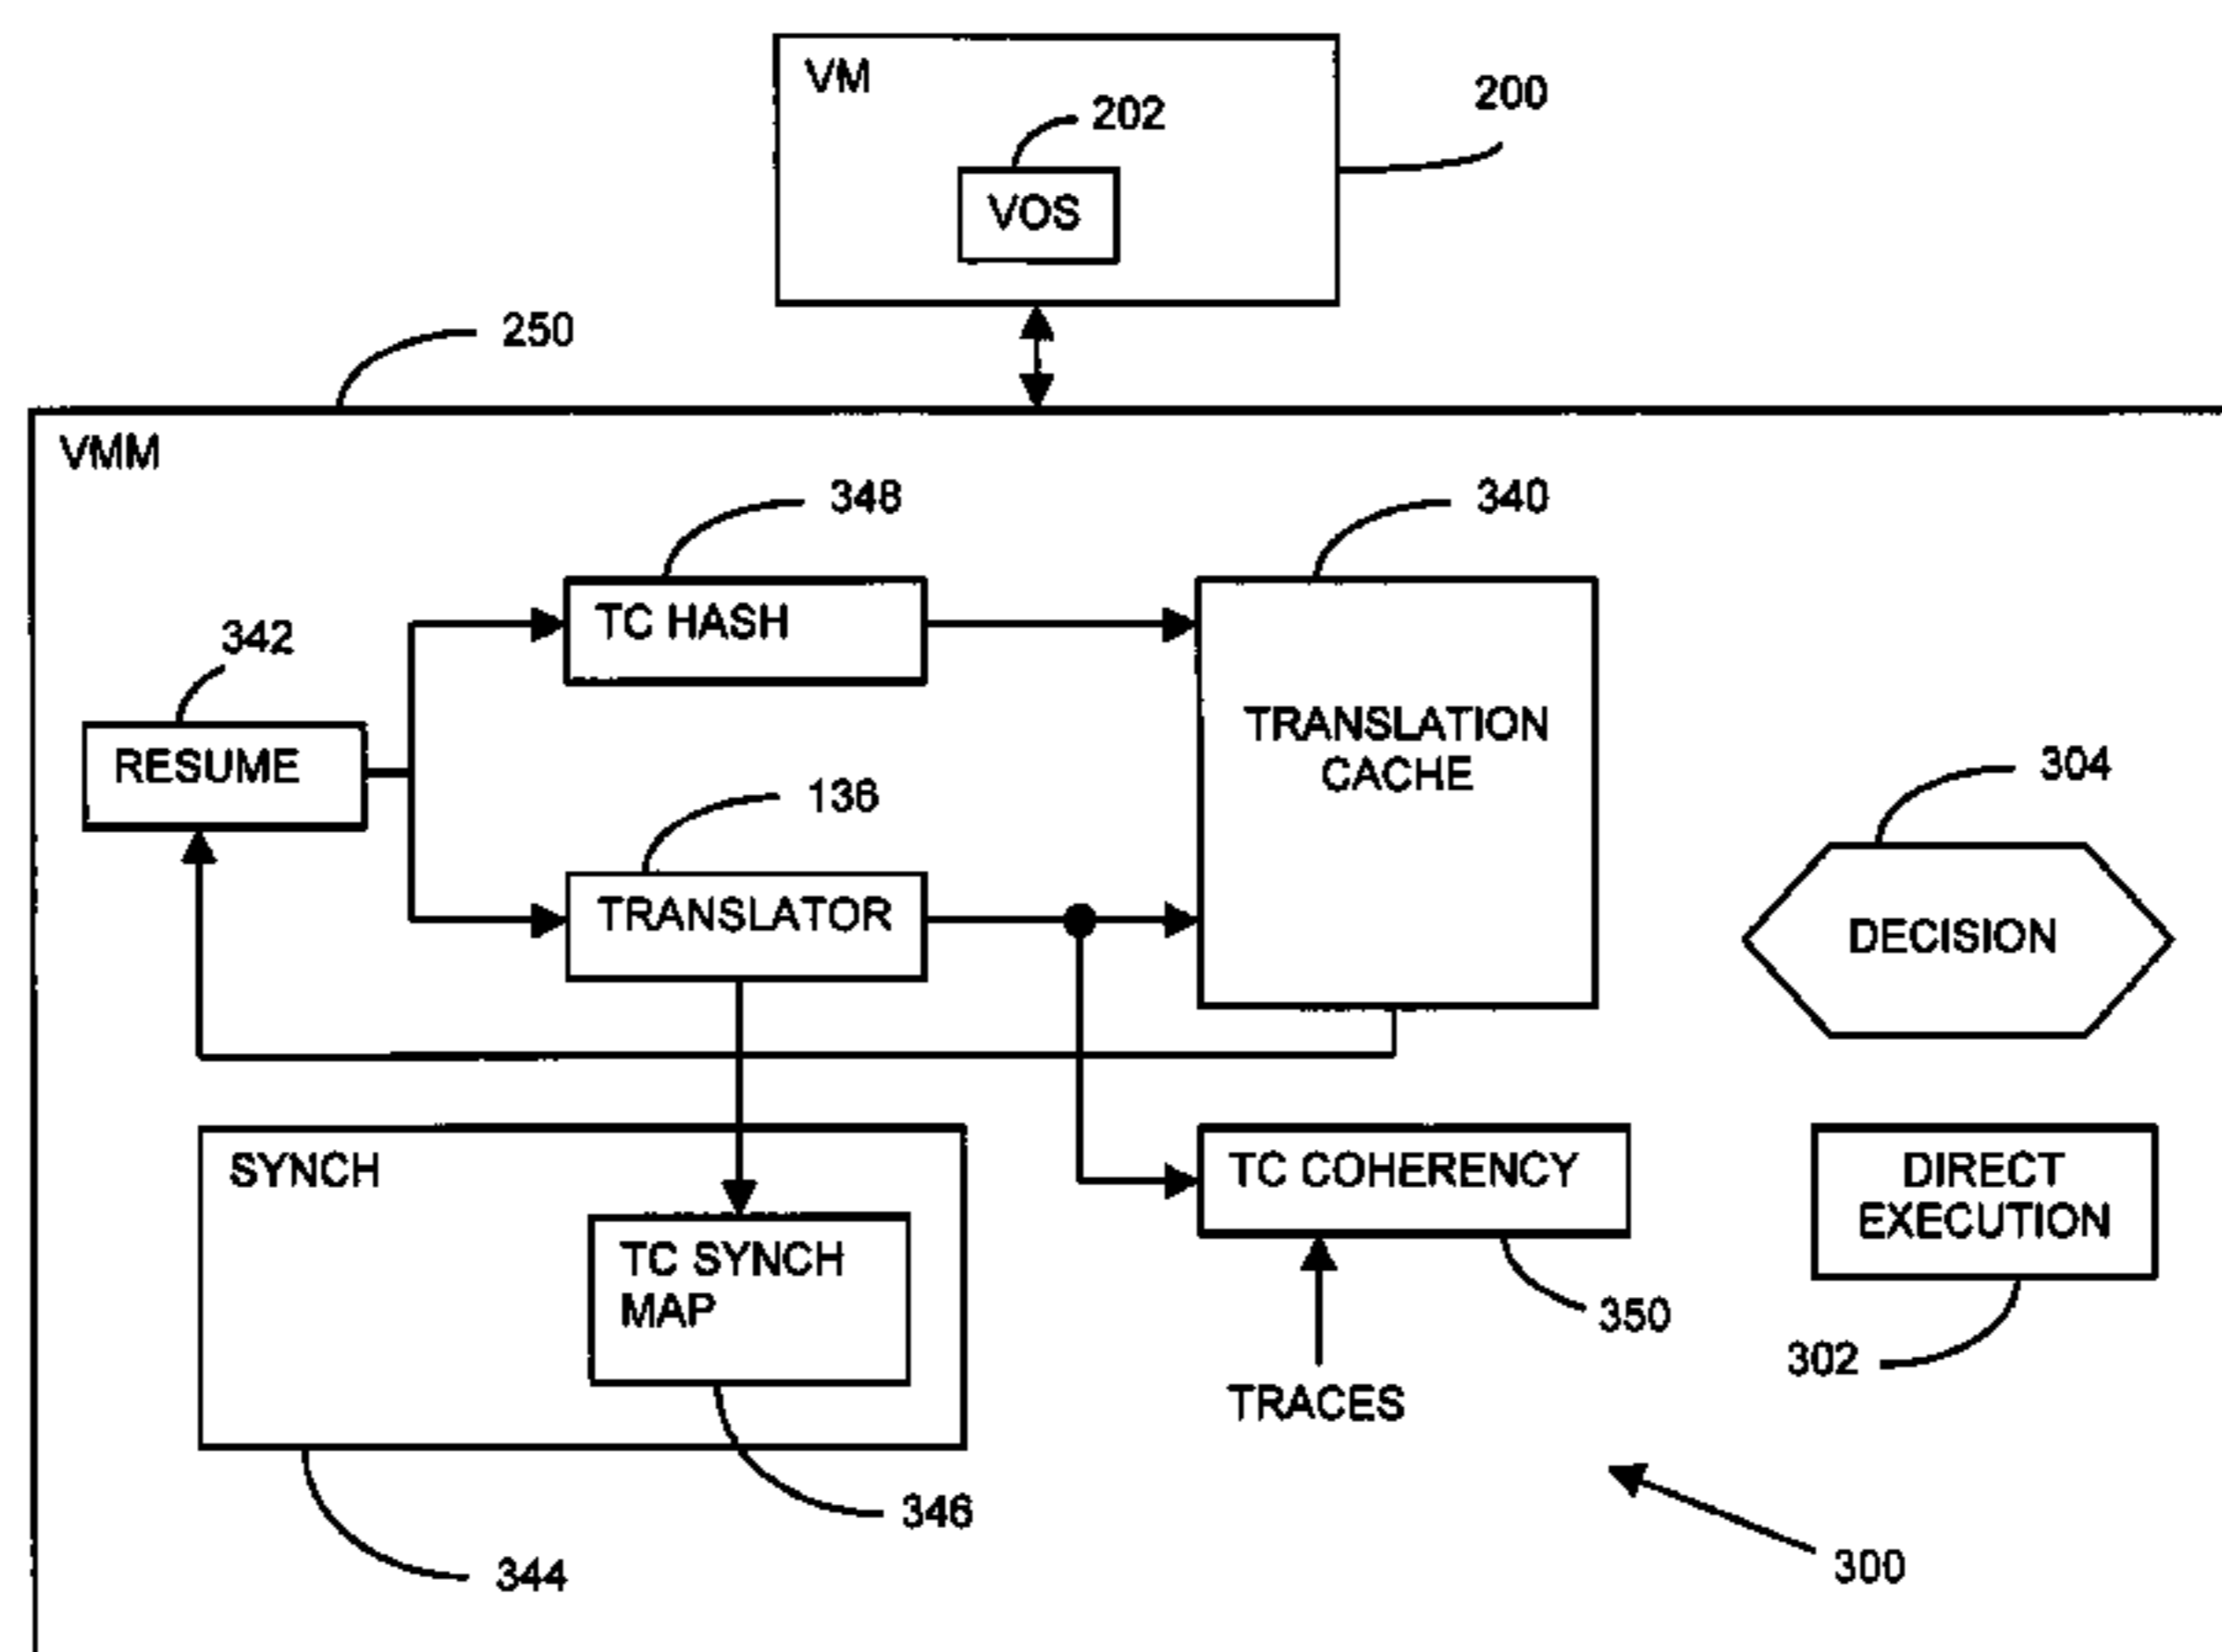 VM
200
202
VOS
250
VMM
348
340
342
TC HASH
TRANSLATION
CACHE
RESUME
304
136
TRANSLATOR
DECISION
SYNCH
TC COHERENCY
DIRECT
EXECUTION
TC SYNCH
MAP
350
302
TRACES
346
344
300